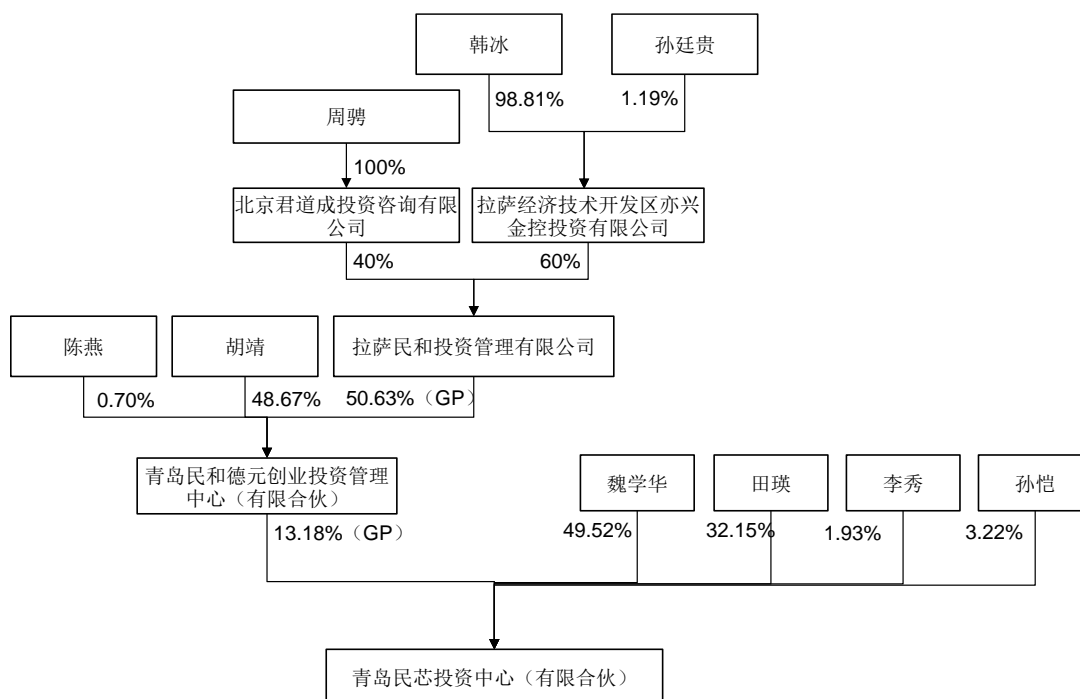 韩冰
孙廷贵
98.81%
1.19%
周骋
100%
北京君道成投资咨询有限
公司
拉萨经济技术开发区亦兴
金控投资有限公司
40%
60%
陈燕
胡靖
拉萨民和投资管理有限公司
0.70%
48.67%
50.63%（GP）
青岛民和德元创业投资管理
中心（有限合伙）
魏学华
田瑛
李秀
孙恺
13.18%（GP）
49.52%
32.15%
1.93%
3.22%
青岛民芯投资中心（有限合伙）